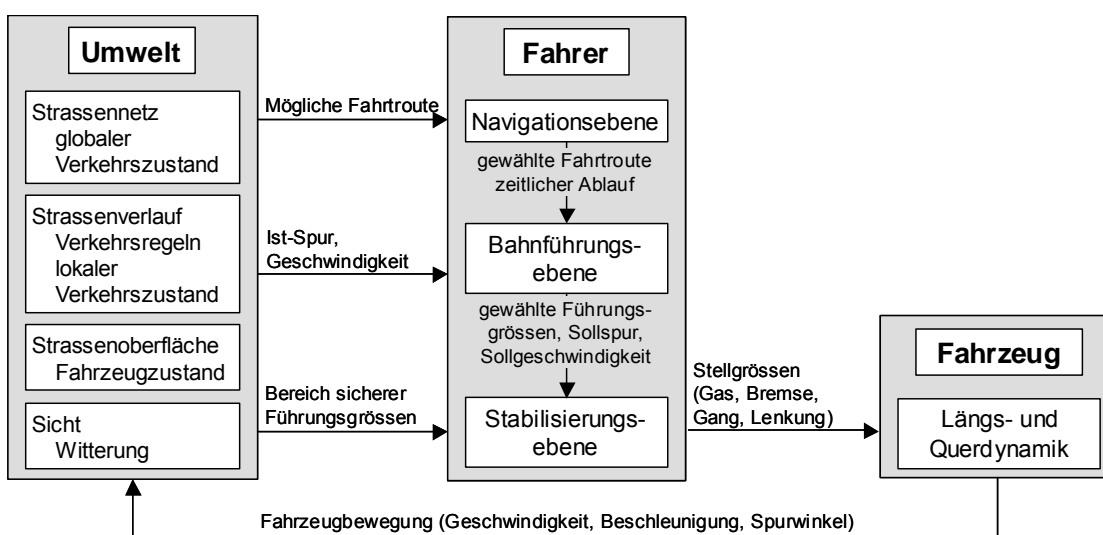 Umwelt
Strassennetz
globaler
Verkehrszustand
Strassenverlauf
Verkehrsregeln
lokaler
Verkehrszustand
Strassenoberfläche
Fahrzeugzustand
Sicht
Witterung
Mögliche Fahrtroute
Ist-Spur,
Geschwindigkeit
Bereich sicherer
Führungsgrössen
Fahrer
Navigationsebene
gewählte Fahrtroute
zeitlicher Ablauf
Bahnführungs-
ebene
gewählte Führungs-
grössen, Sollspur,
Sollgeschwindigkeit
Stabilisierungs-
ebene
Stellgrössen
(Gas, Bremse,
Gang, Lenkung)
Fahrzeug
Längs- und
Querdynamik
Fahrzeugbewegung (Geschwindigkeit, Beschleunigung, Spurwinkel)